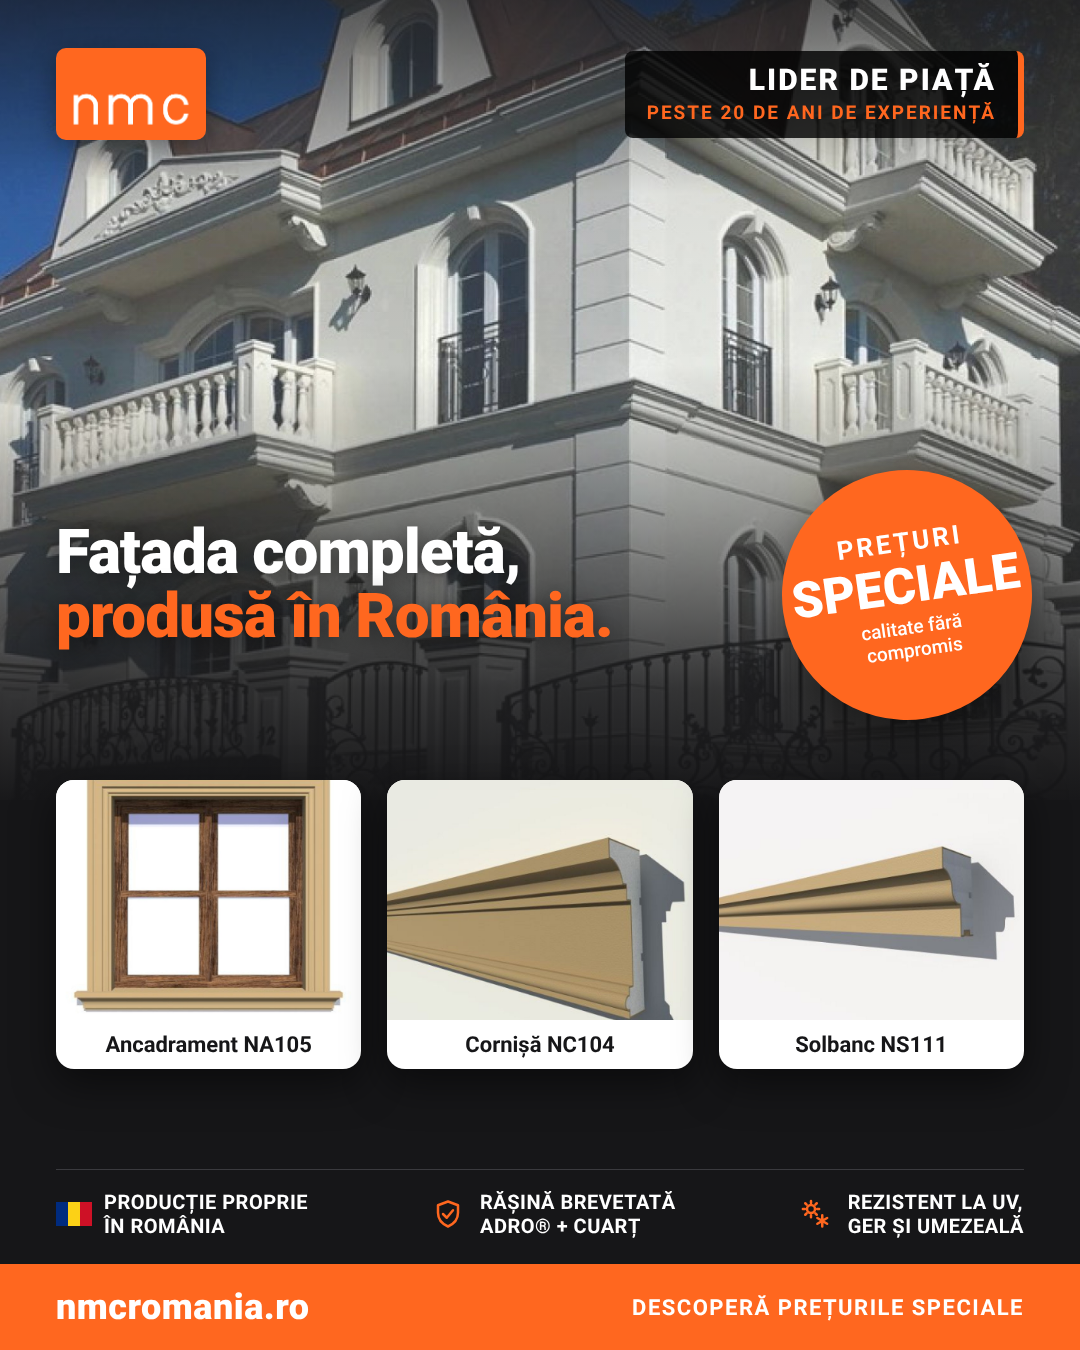 nmc
LIDER DE PIAȚĂ
PESTE 20 DE ANI DE EXPERIENȚĂ
Fațada completă,
produsă în România.
PREȚURI
SPECIALE
calitate fără
compromis
Ancadrament NA105
Cornișă NC104
Solbanc NS111
PRODUCȚIE PROPRIE
ÎN ROMÂNIA
RĂȘINĂ BREVETATĂ
ADRO® + CUARȚ
REZISTENT LA UV,
GER ȘI UMEZEALĂ
nmcromania.ro
DESCOPERĂ PREȚURILE SPECIALE